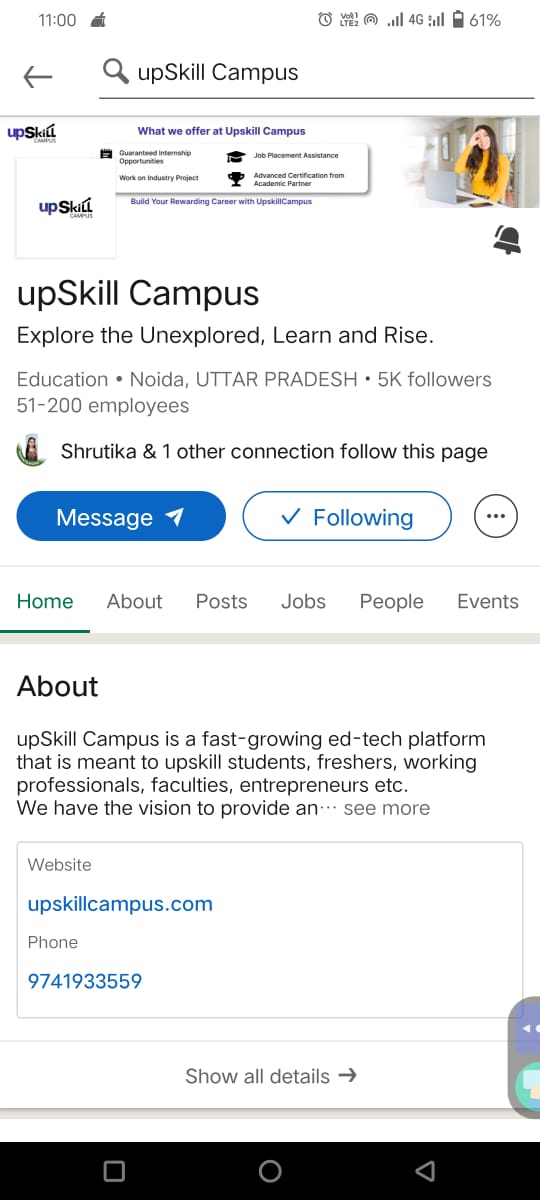 11:00
Vo)) LTE2 4G 61%
upSkill Campus
upSkill
CAMPUS
What we offer at Upskill Campus
Guaranteed Internship
Opportunities
Job Placement Assistance
Work on Industry Project
Advanced Certification from
Academic Partner
Build Your Rewarding Career with UpskillCampus
upSkill
CAMPUS
upSkill Campus
Explore the Unexplored, Learn and Rise.
Education • Noida, UTTAR PRADESH • 5K followers
51-200 employees
Shrutika & 1 other connection follow this page
Message
Following
Home About Posts Jobs People Events
About
upSkill Campus is a fast-growing ed-tech platform
that is meant to upskill students, freshers, working
professionals, faculties, entrepreneurs etc.
We have the vision to provide an… see more
Website
upskillcampus.com
Phone
9741933559
Show all details →